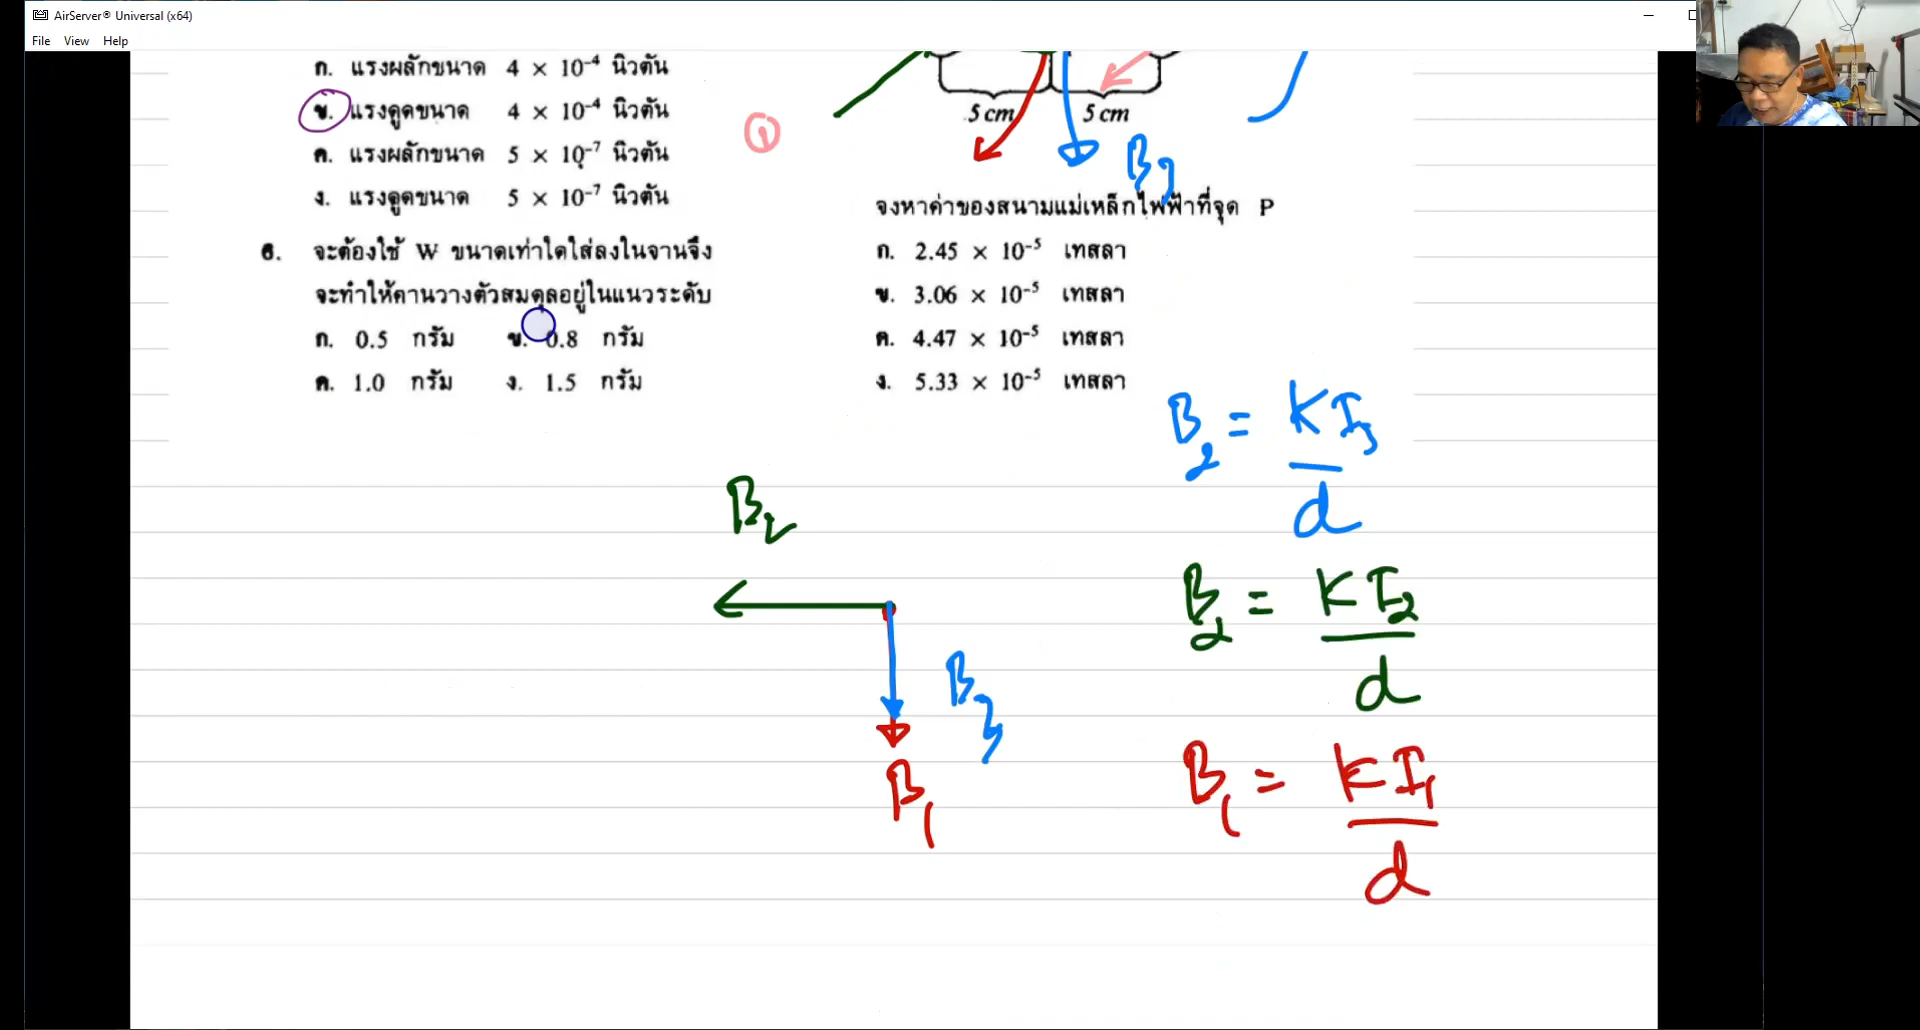 AirServer® Universal (x64)
File View Help
ก. แรงผลักขนาด 4 × 10⁻⁴ นิวตัน
ข. แรงดูดขนาด 4 × 10⁻⁴ นิวตัน
ค. แรงผลักขนาด 5 × 10⁻⁷ นิวตัน
ง. แรงดูดขนาด 5 × 10⁻⁷ นิวตัน
6. จะต้องใช้ W ขนาดเท่าใดใส่ลงในจานจึง
จะทำให้คานวางตัวสมดุลอยู่ในแนวระดับ
ก. 0.5 กรัม ข. 0.8 กรัม
ค. 1.0 กรัม ง. 1.5 กรัม
5 cm 5 cm
1
B3
จงหาค่าของสนามแม่เหล็กไฟฟ้าที่จุด P
ก. 2.45 × 10⁻⁵ เทสลา
ข. 3.06 × 10⁻⁵ เทสลา
ค. 4.47 × 10⁻⁵ เทสลา
ง. 5.33 × 10⁻⁵ เทสลา
B2
B3
B1
B2 = KI3
d
B2 = KI2
d
B1 = KI1
d